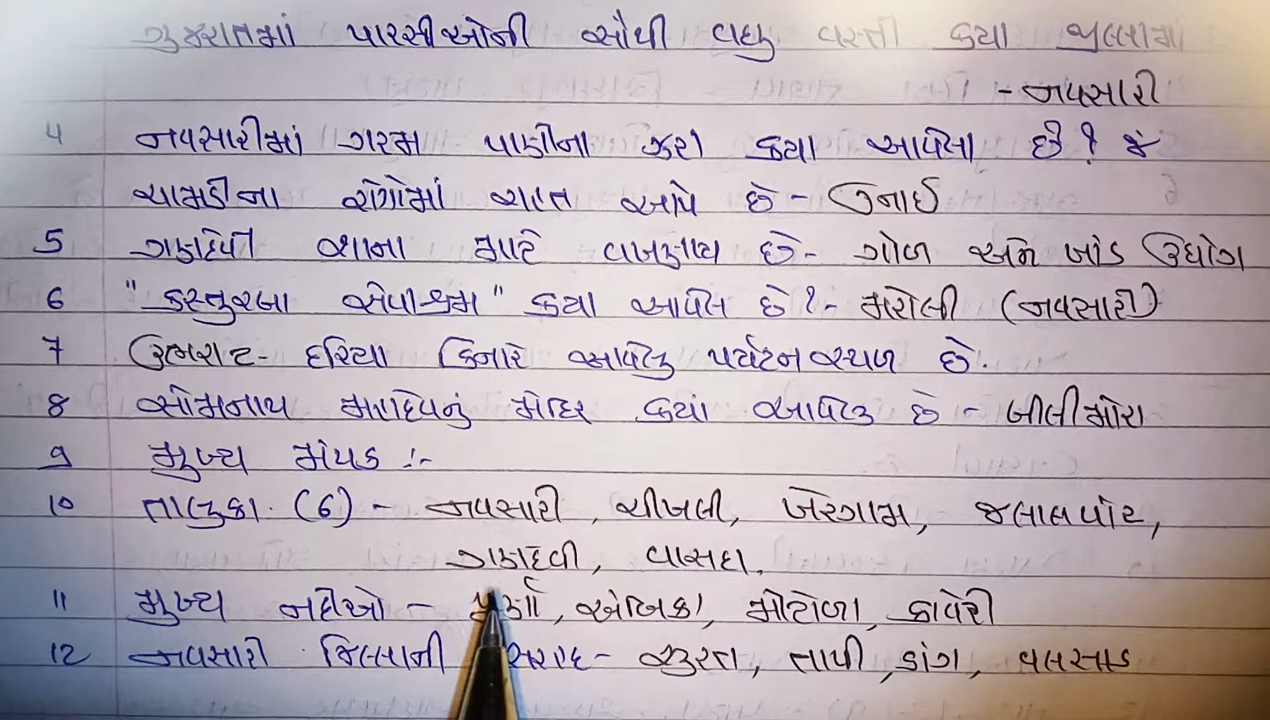 ગુજરાતમાં પારસીઓની સૌથી વધુ વસ્તી કયા જીલ્લામાં
- નવસારી
4 નવસારીમાં ગરમ પાણીના ઝરા કયા આવેલા છે? જે
ચામડીના રોગોમાં રાહત આપે છે - ઉનાઈ
5 ગણદેવી શાના માટે વખણાય છે - ગોળ અને ખાંડ ઉદ્યોગ
6 "કસ્તુરબા સેવાશ્રમ" કયા આવેલ છે? - મરોલી (નવસારી)
7 ઉભરાટ - દરિયા કિનારે આવેલુ પર્યટન સ્થળ છે.
8 સોમનાથ મહાદેવનું મંદિર કયાં આવેલુ છે - બીલીમોરા
9 મુખ્ય મંથક :-
10 તાલુકા (6) - નવસારી, ચીખલી, ખેરગામ, જલાલપોર,
ગણદેવી, વાસદા.
11 મુખ્ય નદીઓ - પૂર્ણા, અંબિકા, મીંઢોળા, કાવેરી
12 નવસારી જિલ્લાની સરહદ - સુરત, તાપી, ડાંગ, વલસાડ